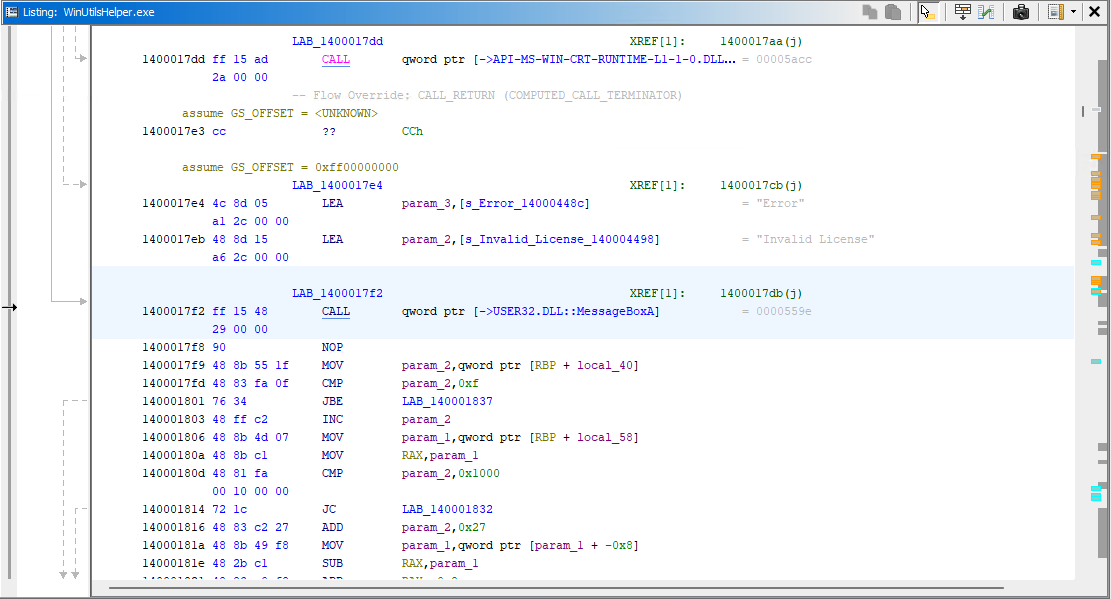 Listing: WinUtilsHelper.exe
LAB_1400017dd XREF[1]: 1400017aa(j)
1400017dd ff 15 ad CALL qword ptr [->API-MS-WIN-CRT-RUNTIME-L1-1-0.DLL... = 00005acc
2a 00 00
-- Flow Override: CALL_RETURN (COMPUTED_CALL_TERMINATOR)
assume GS_OFFSET = <UNKNOWN>
1400017e3 cc ?? CCh
assume GS_OFFSET = 0xff00000000
LAB_1400017e4 XREF[1]: 1400017cb(j)
1400017e4 4c 8d 05 LEA param_3,[s_Error_14000448c] = "Error"
a1 2c 00 00
1400017eb 48 8d 15 LEA param_2,[s_Invalid_License_140004498] = "Invalid License"
a6 2c 00 00
LAB_1400017f2 XREF[1]: 1400017db(j)
1400017f2 ff 15 48 CALL qword ptr [->USER32.DLL::MessageBoxA] = 0000559e
29 00 00
1400017f8 90 NOP
1400017f9 48 8b 55 1f MOV param_2,qword ptr [RBP + local_40]
1400017fd 48 83 fa 0f CMP param_2,0xf
140001801 76 34 JBE LAB_140001837
140001803 48 ff c2 INC param_2
140001806 48 8b 4d 07 MOV param_1,qword ptr [RBP + local_58]
14000180a 48 8b c1 MOV RAX,param_1
14000180d 48 81 fa CMP param_2,0x1000
00 10 00 00
140001814 72 1c JC LAB_140001832
140001816 48 83 c2 27 ADD param_2,0x27
14000181a 48 8b 49 f8 MOV param_1,qword ptr [param_1 + -0x8]
14000181e 48 2b c1 SUB RAX,param_1